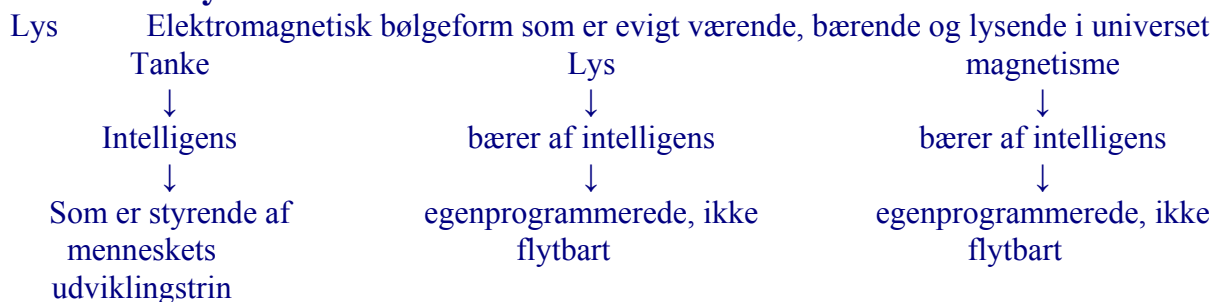 Lys Elektromagnetisk bølgeform som er evigt værende, bærende og lysende i universet
Tanke Lys magnetisme
↓ ↓ ↓
Intelligens bærer af intelligens bærer af intelligens
↓ ↓ ↓
Som er styrende af egenprogrammerede, ikke egenprogrammerede, ikke
menneskets flytbart flytbart
udviklingstrin